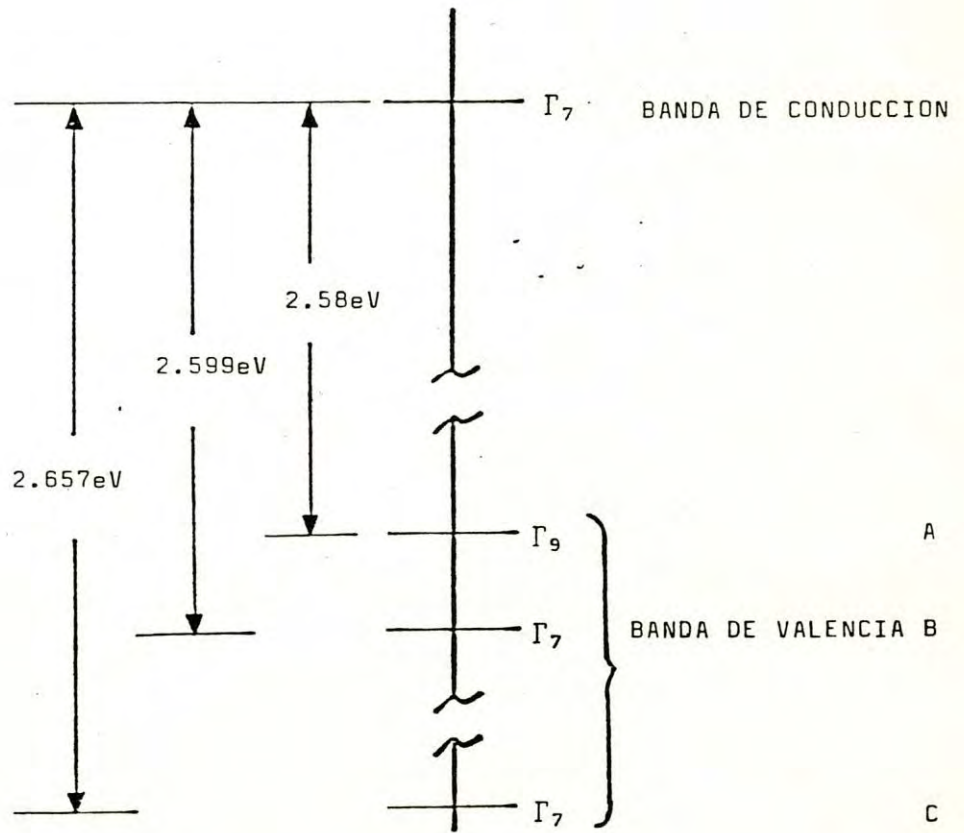 Γ₇ BANDA DE CONDUCCION
2.58eV
2.599eV
2.657eV
Γ₉ A
Γ₇ BANDA DE VALENCIA B
Γ₇ C